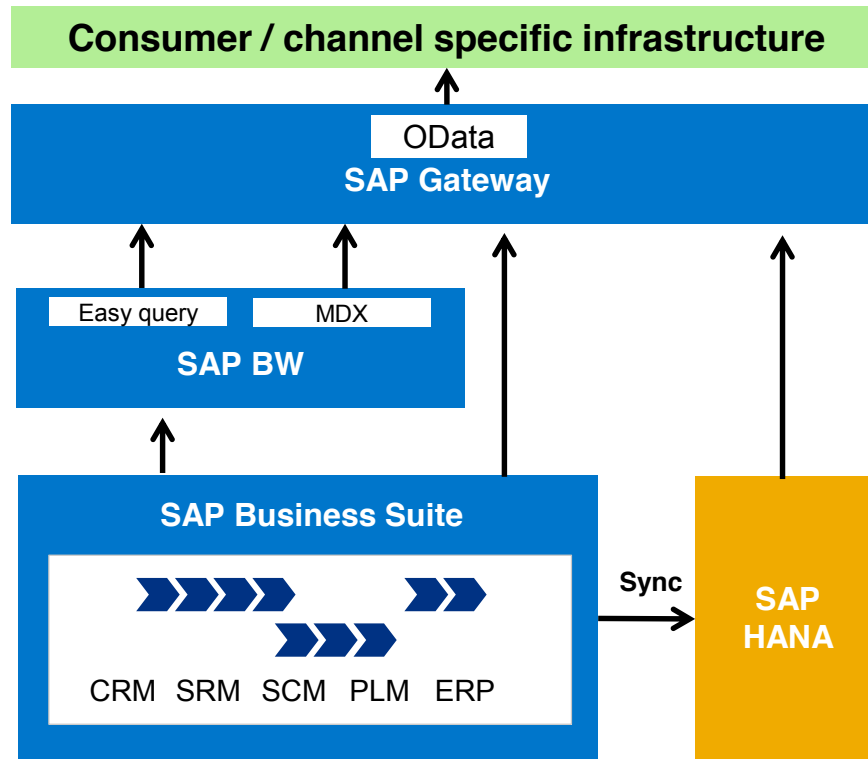 Consumer / channel specific infrastructure
OData
SAP Gateway
Easy query
MDX
SAP BW
SAP Business Suite
CRM SRM SCM PLM ERP
Sync
SAP
HANA